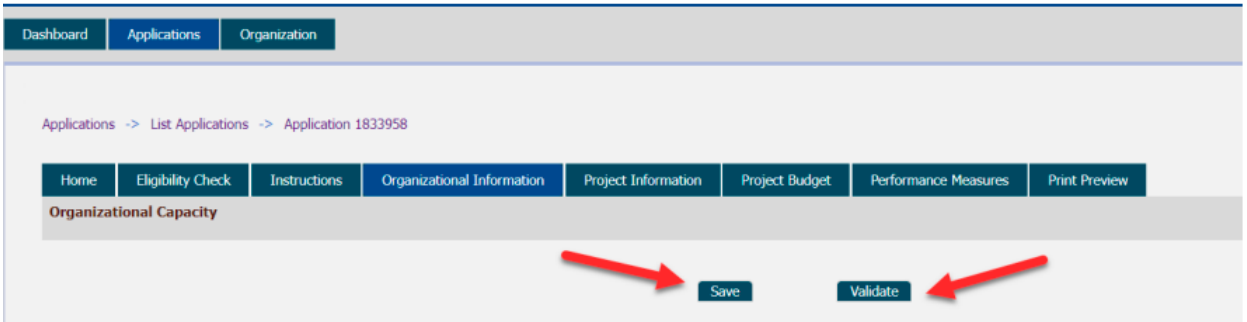 Dashboard Applications Organization
Applications -> List Applications -> Application 1833958
Home Eligibility Check Instructions Organizational Information Project Information Project Budget Performance Measures Print Preview
Organizational Capacity
Save Validate